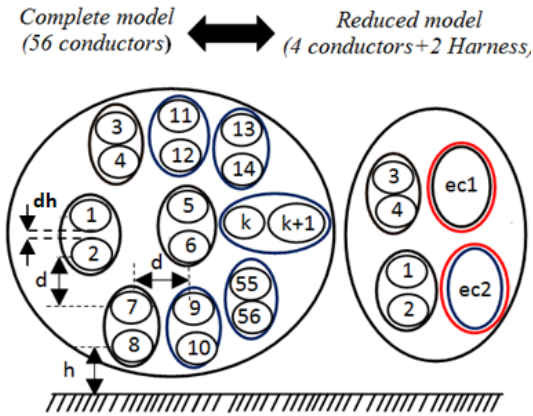 Complete model
(56 conductors)
Reduced model
(4 conductors+2 Harness)
3
4
11
12
13
14
dh
1
2
5
6
k
k+1
d
d
7
8
9
10
55
56
h
3
4
ec1
1
2
ec2